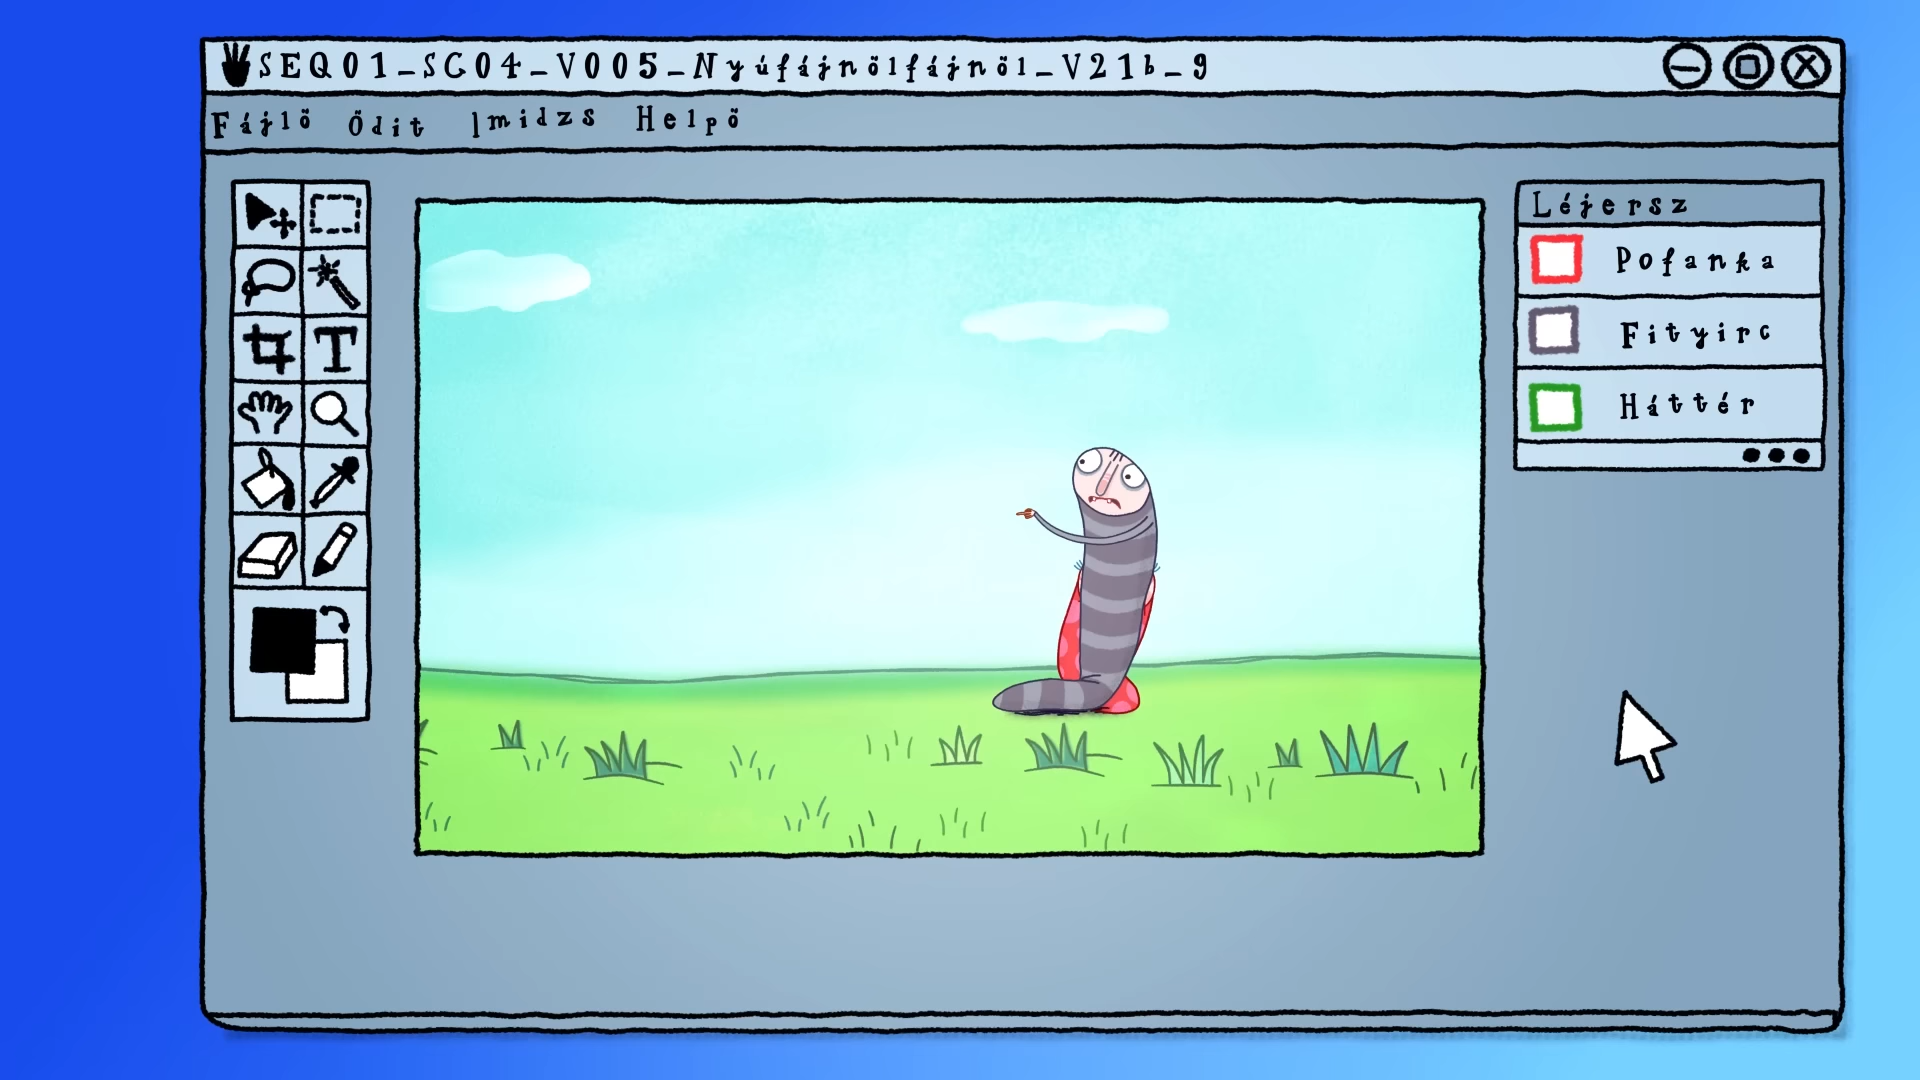 SEQ01_SC04_V005_Nyúfájnölfájnöl_V21b_9
Fájlö Ödit Imidzs Helpö
Léjersz
Pofanka
Fityirc
Háttér